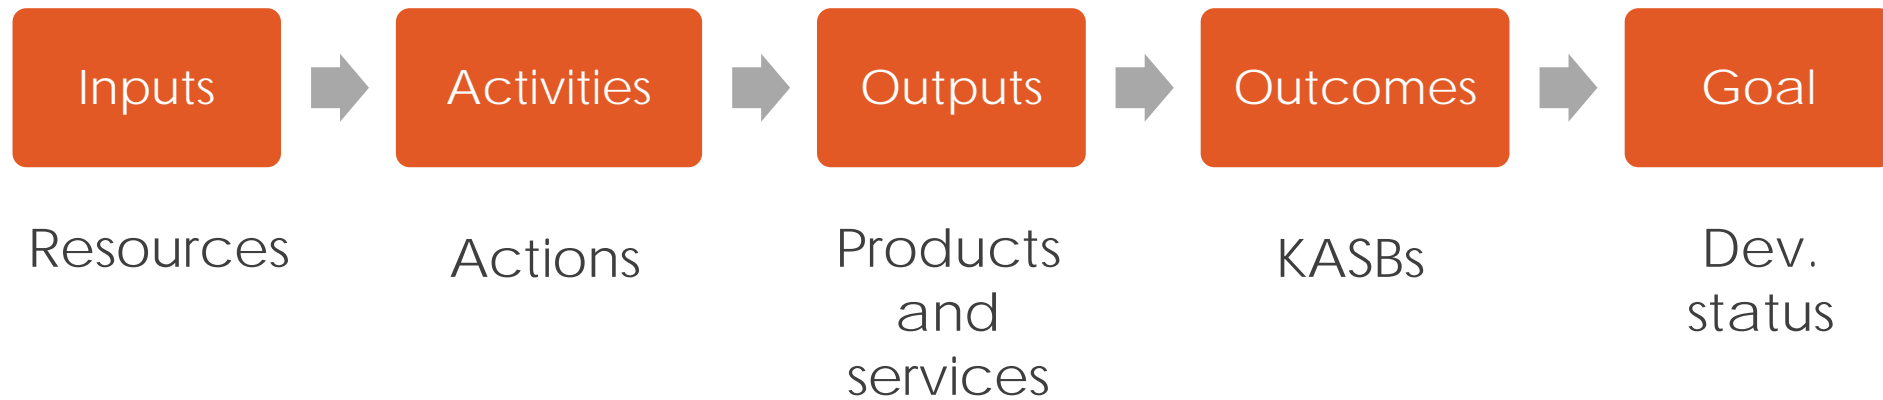 Inputs
Activities
Outputs
Outcomes
Goal
Resources
Actions
Products
and
services
KASBs
Dev.
status